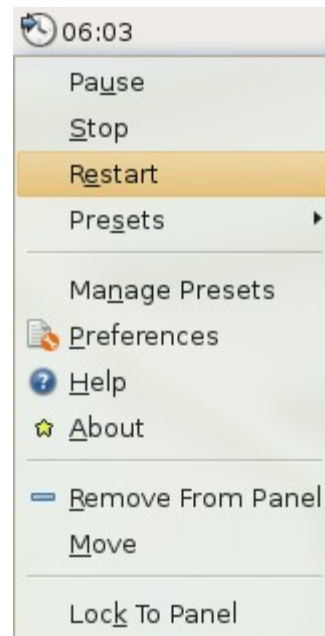 06:03
Pause
Stop
Restart
Presets
Manage Presets
Preferences
Help
About
Remove From Panel
Move
Lock To Panel